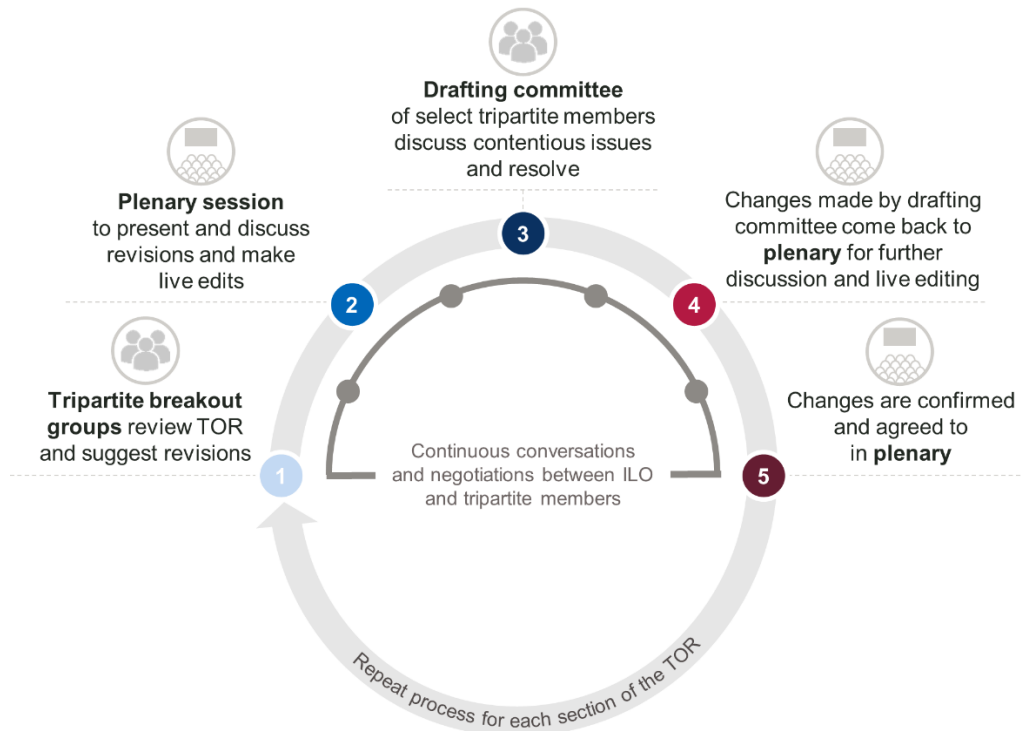 Tripartite breakout
groups review TOR
and suggest revisions
1
Plenary session
to present and discuss
revisions and make
live edits
2
Drafting committee
of select tripartite members
discuss contentious issues
and resolve
3
Changes made by drafting
committee come back to
plenary for further
discussion and live editing
4
Changes are confirmed
and agreed to
in plenary
5
Continuous conversations
and negotiations between ILO
and tripartite members
Repeat process for each section of the TOR